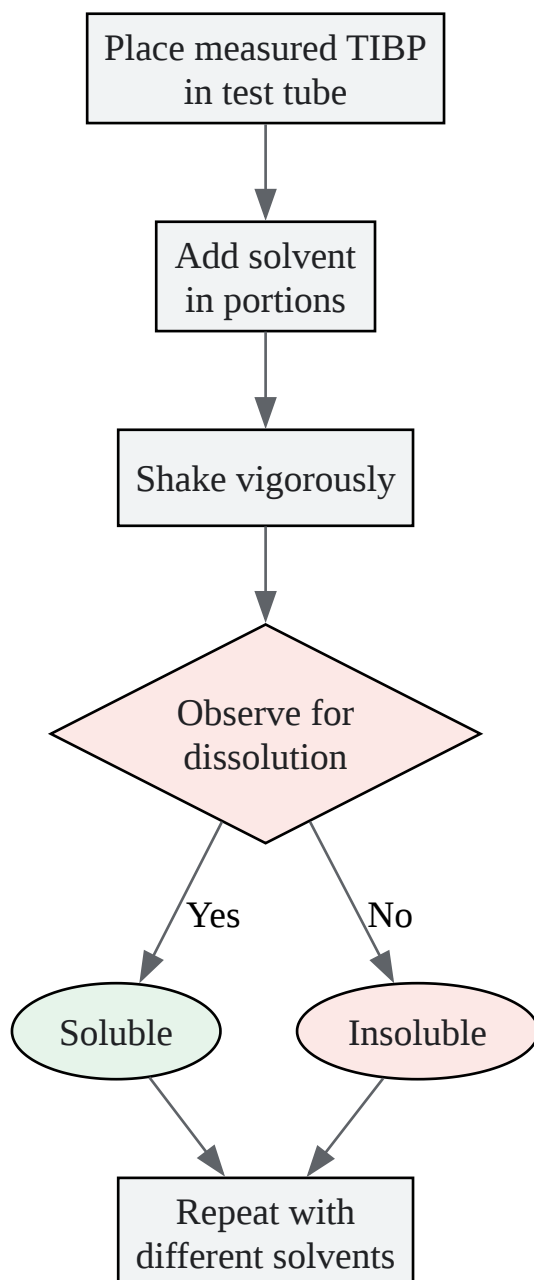 Place measured TIBP
in test tube
Add solvent
in portions
Shake vigorously
Observe for
dissolution
Yes
No
Soluble
Insoluble
Repeat with
different solvents